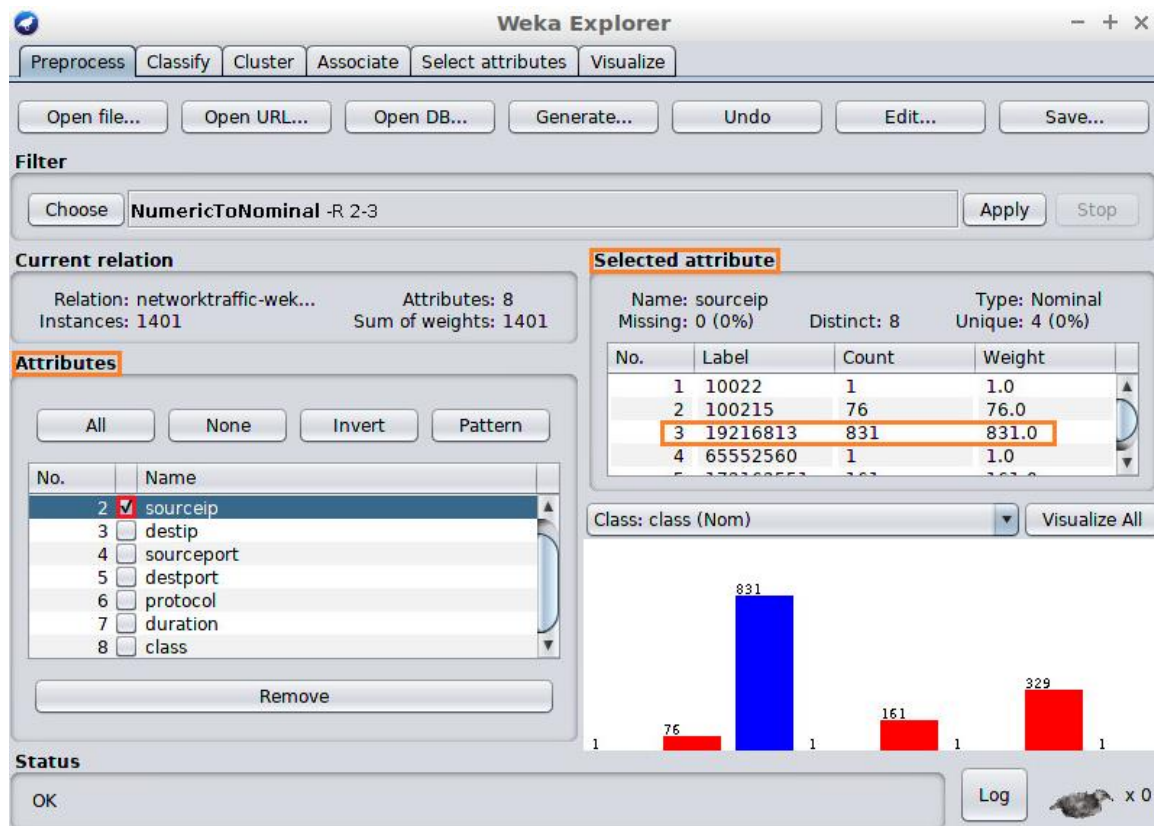 Weka Explorer
Preprocess Classify Cluster Associate Select attributes Visualize
Open file... Open URL... Open DB... Generate... Undo Edit... Save...
Filter
Choose NumericToNominal -R 2-3 Apply Stop
Current relation
Relation: networktraffic-wek... Attributes: 8
Instances: 1401 Sum of weights: 1401
Attributes
All None Invert Pattern
No. Name
2 sourceip
3 destip
4 sourceport
5 destport
6 protocol
7 duration
8 class
Remove
Selected attribute
Name: sourceip Type: Nominal
Missing: 0 (0%) Distinct: 8 Unique: 4 (0%)
No. Label Count Weight
1 10022 1 1.0
2 100215 76 76.0
3 19216813 831 831.0
4 65552560 1 1.0
Class: class (Nom) Visualize All
1 76 831 1 161 1 329 1
Status
OK Log x 0